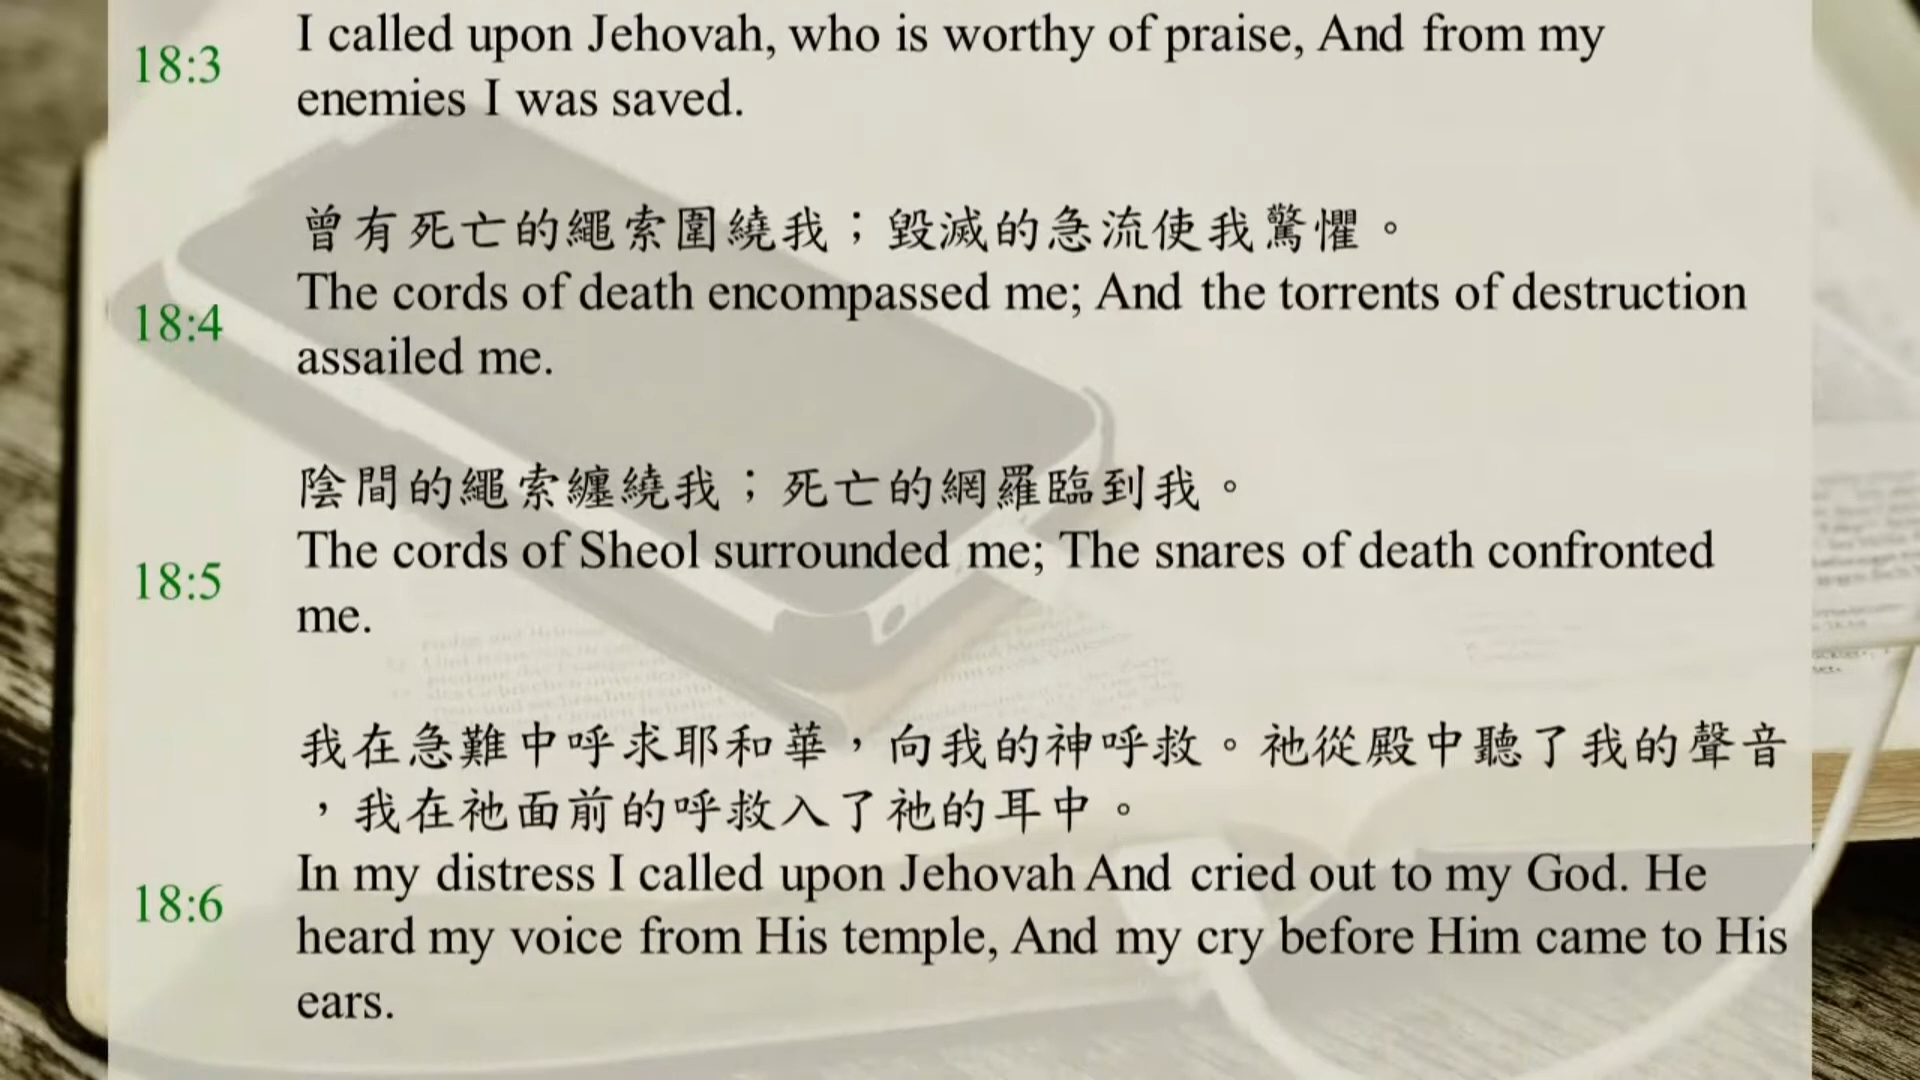 18:3
I called upon Jehovah, who is worthy of praise, And from my
enemies I was saved.
曾有死亡的繩索圍繞我；毀滅的急流使我驚懼。
18:4
The cords of death encompassed me; And the torrents of destruction
assailed me.
陰間的繩索纏繞我；死亡的網羅臨到我。
18:5
The cords of Sheol surrounded me; The snares of death confronted
me.
我在急難中呼求耶和華，向我的神呼救。祂從殿中聽了我的聲音
，我在祂面前的呼救入了祂的耳中。
18:6
In my distress I called upon Jehovah And cried out to my God. He
heard my voice from His temple, And my cry before Him came to His
ears.